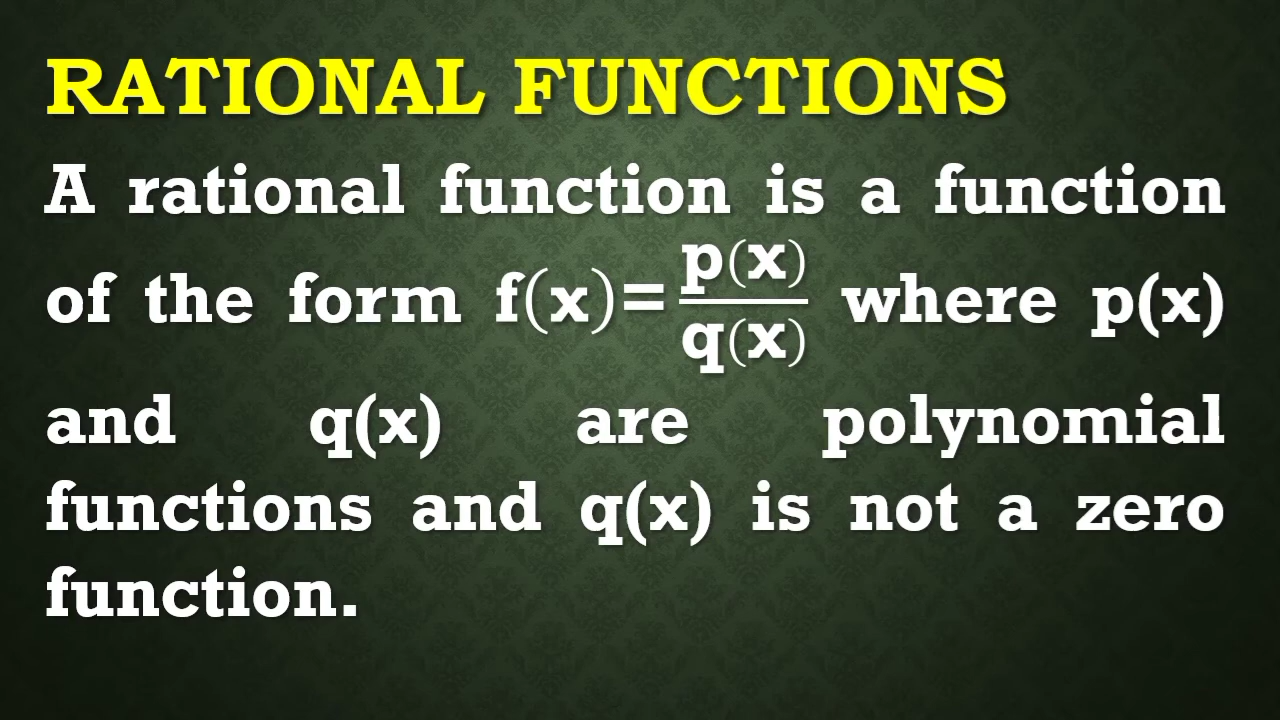 RATIONAL FUNCTIONS
A rational function is a function
of the form f(x)=p(x)/q(x) where p(x)
and q(x) are polynomial
functions and q(x) is not a zero
function.